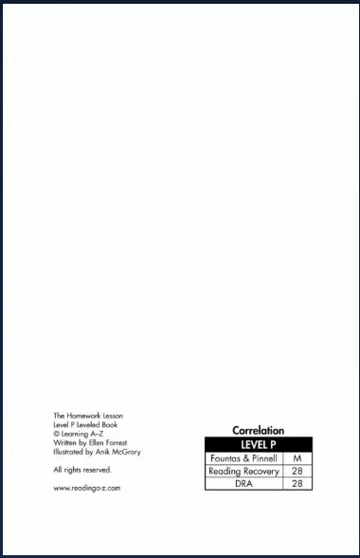 The Homework Lesson
Level P Leveled Book
© Learning A–Z
Written by Ellen Forrest
Illustrated by Anik McGrory
All rights reserved.
www.readinga-z.com
Correlation
LEVEL P
Fountas & Pinnell M
Reading Recovery 28
DRA 28